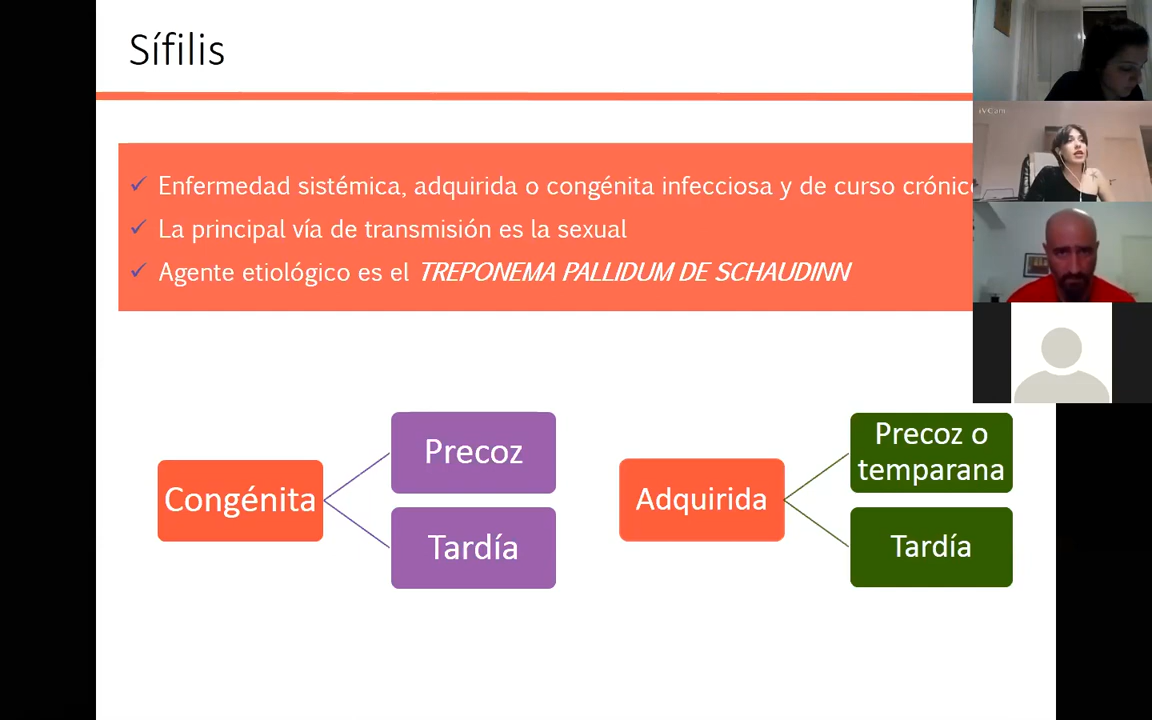 Sífilis
Enfermedad sistémica, adquirida o congénita infecciosa y de curso crónic
La principal vía de transmisión es la sexual
Agente etiológico es el TREPONEMA PALLIDUM DE SCHAUDINN
Congénita
Precoz
Tardía
Adquirida
Precoz o
temparana
Tardía
iVCam